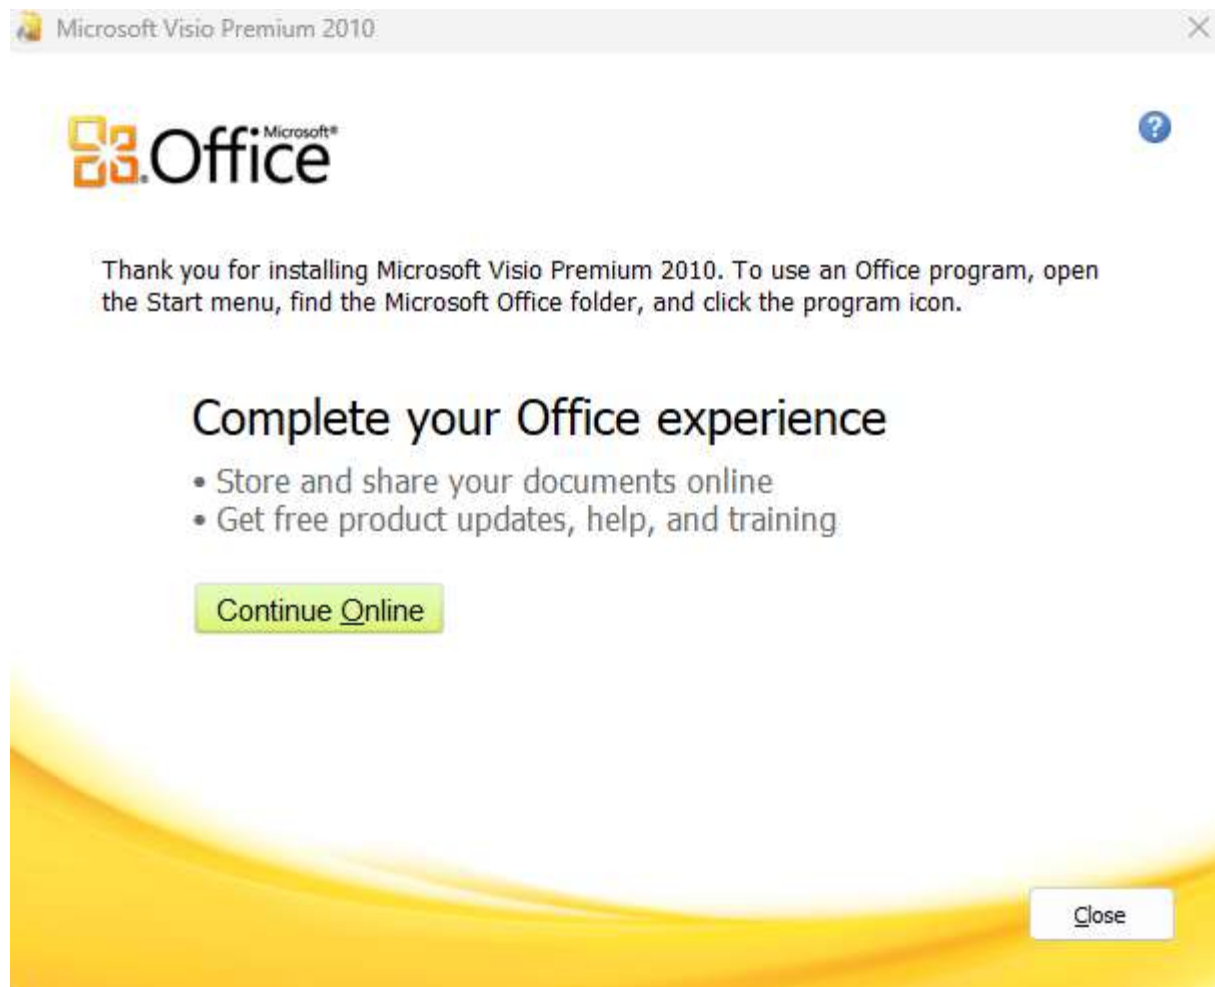 Microsoft Visio Premium 2010
Microsoft®
Office
Thank you for installing Microsoft Visio Premium 2010. To use an Office program, open
the Start menu, find the Microsoft Office folder, and click the program icon.
Complete your Office experience
• Store and share your documents online
• Get free product updates, help, and training
Continue Online
Close